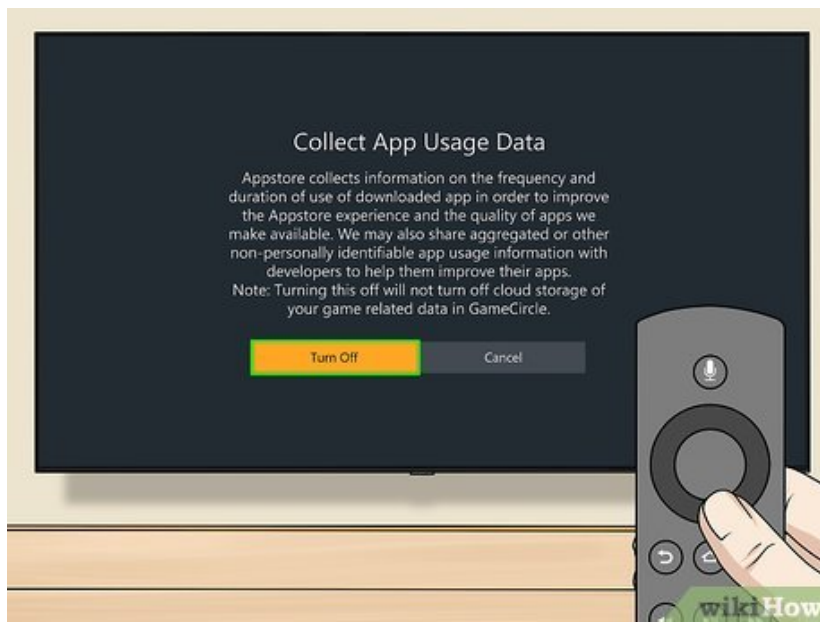 Collect App Usage Data
Appstore collects information on the frequency and
duration of use of downloaded app in order to improve
the Appstore experience and the quality of apps we
make available. We may also share aggregated or other
non-personally identifiable app usage information with
developers to help them improve their apps.
Note: Turning this off will not turn off cloud storage of
your game related data in GameCircle.
Turn Off
Cancel
wikiHow